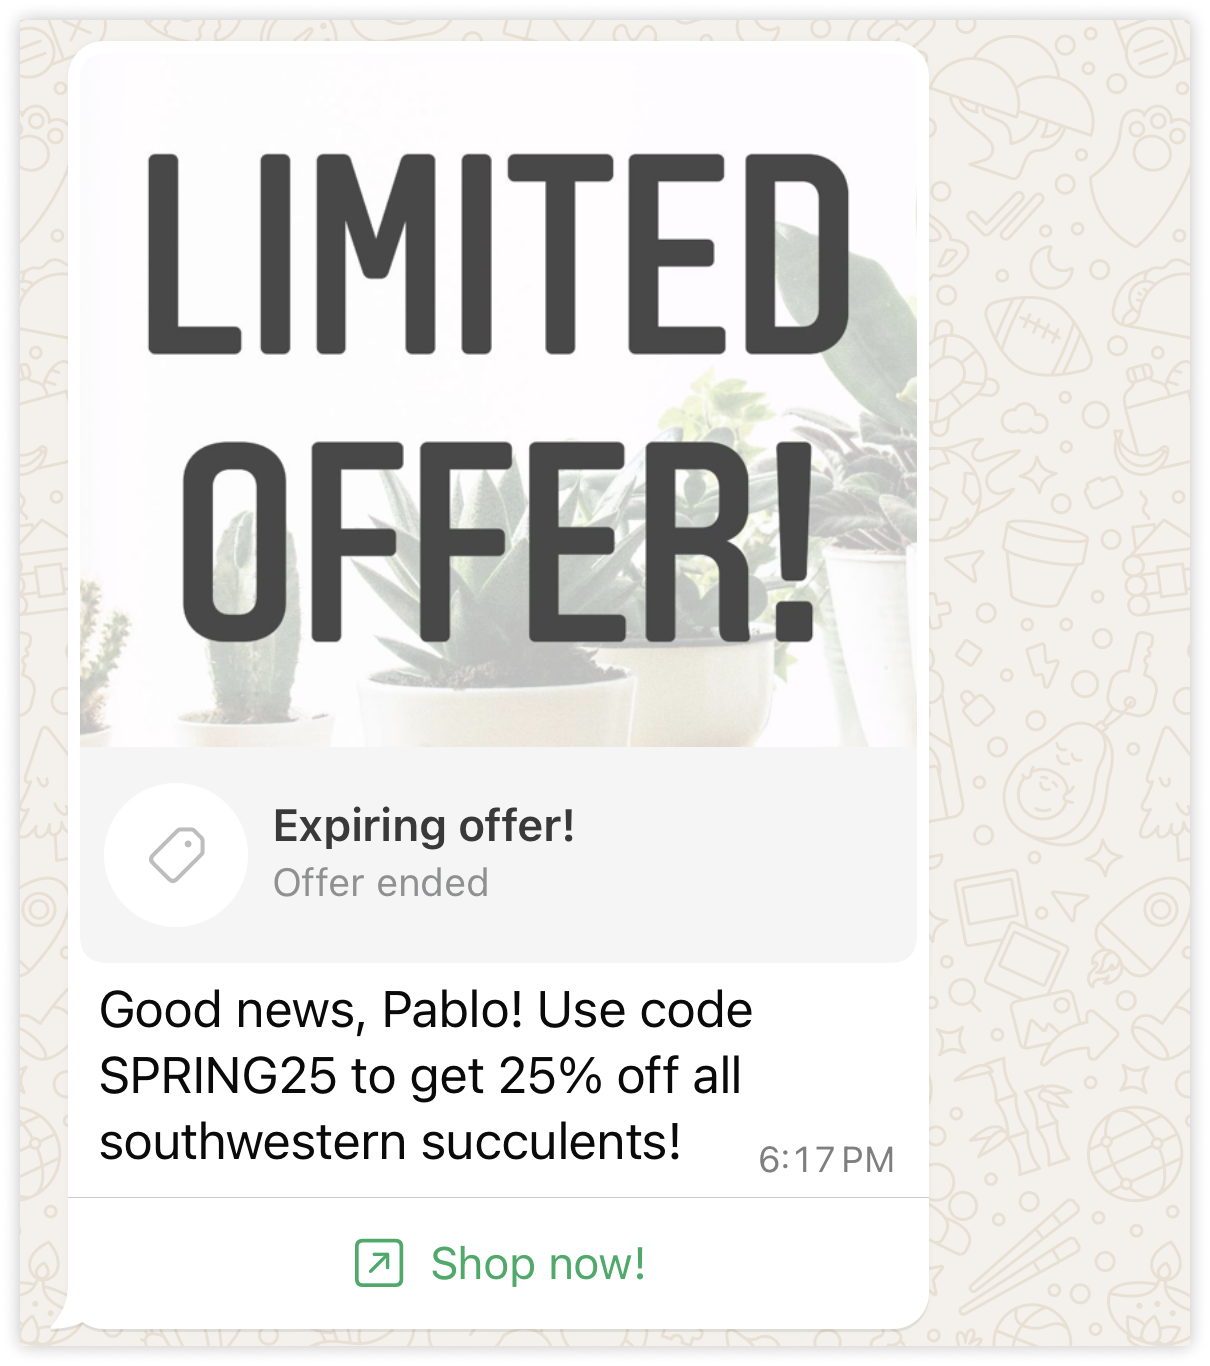 LIMITED
OFFER!
Expiring offer!
Offer ended
Good news, Pablo! Use code
SPRING25 to get 25% off all
southwestern succulents!
6:17 PM
Shop now!